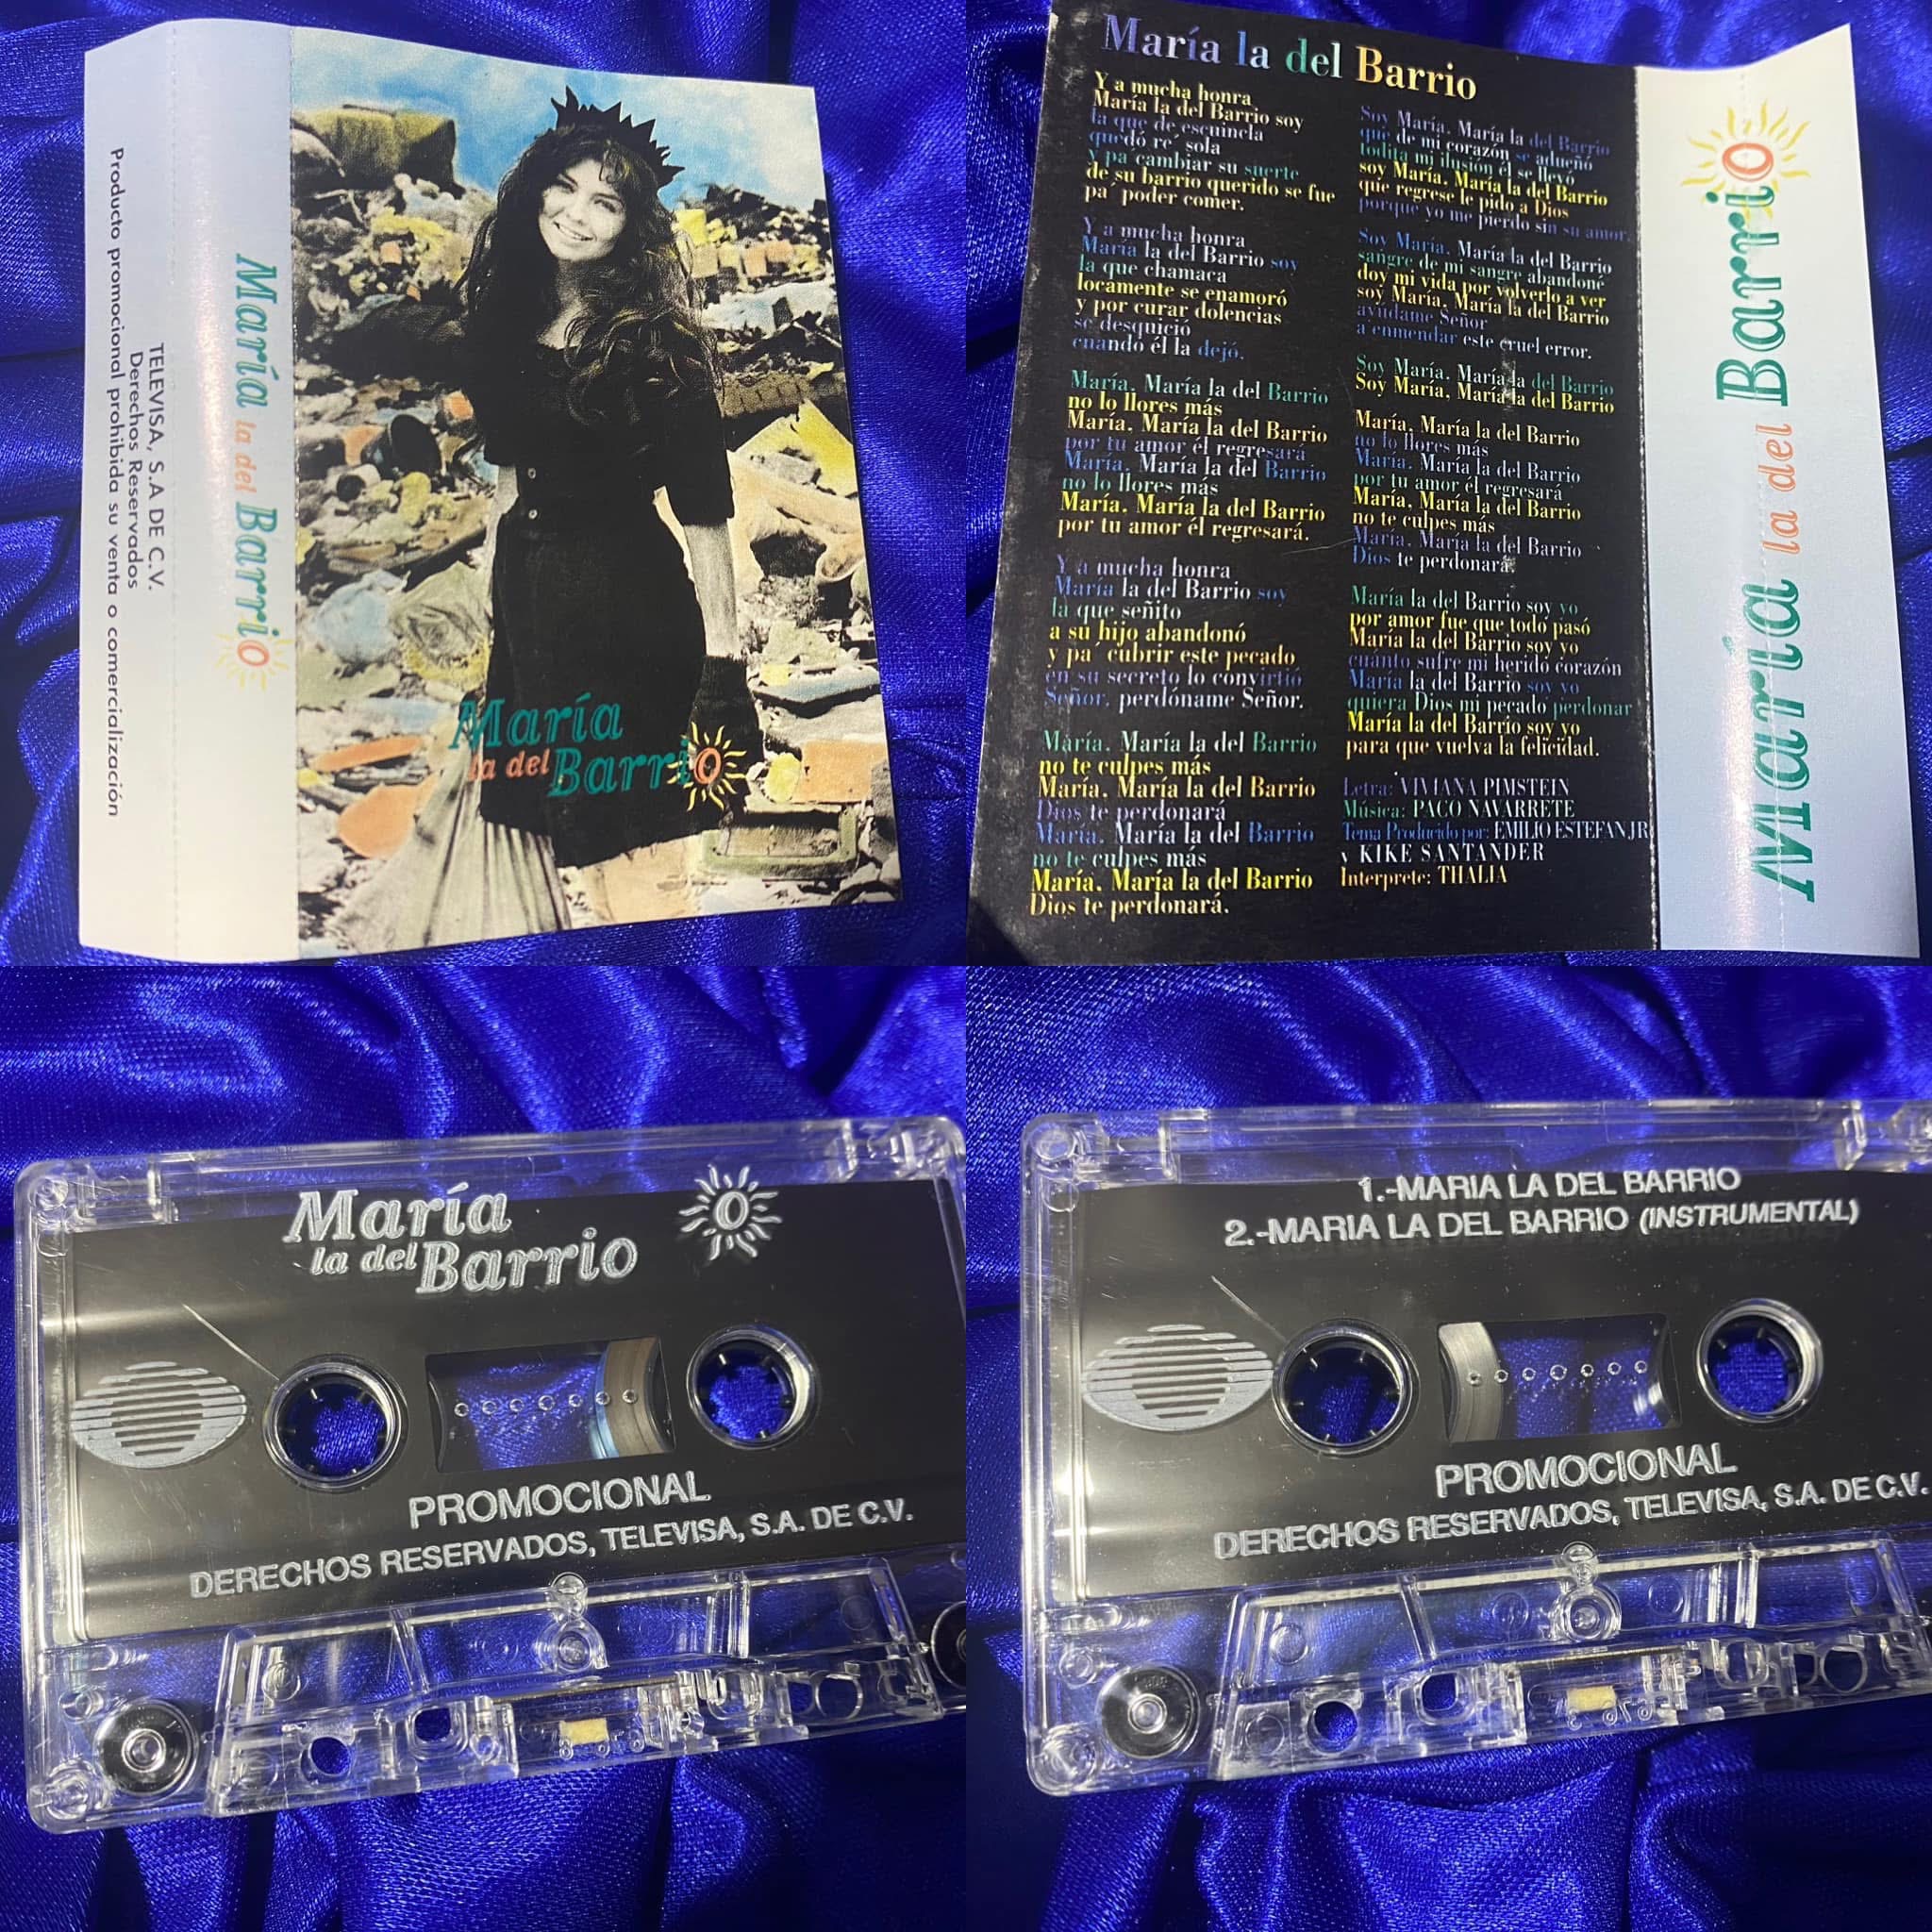 María la del Barrio
TELEVISA, S.A DE C.V.
Derechos Reservados
Producto promocional prohibida su venta o comercialización
María
la del Barrio
María la del Barrio
Y a mucha honra
María la del Barrio soy
la que de escuincla
quedó re´ sola
y pa cambiar su suerte
de su barrio querido se fue
pa´ poder comer.
Y a mucha honra
María la del Barrio soy
la que chamaca
locamente se enamoró
y por curar dolencias
se desquició
cuando él la dejó.
María, María la del Barrio
no lo llores más
María, María la del Barrio
por tu amor él regresará
María, María la del Barrio
no lo llores más
María, María la del Barrio
por tu amor él regresará.
Y a mucha honra
María la del Barrio soy
la que señito
a su hijo abandonó
y pa´ cubrir este pecado
en su secreto lo convirtió
Señor, perdóname Señor.
María, María la del Barrio
no te culpes más
María, María la del Barrio
Dios te perdonará
María, María la del Barrio
no te culpes más
María, María la del Barrio
Dios te perdonará.
Soy María, María la del Barrio
que de mi corazón se adueñó
todita mi ilusión él se llevó
soy María, María la del Barrio
que regrese le pido a Dios
porque yo me pierdo sin su amor.
Soy María, María la del Barrio
sangre de mi sangre abandoné
doy mi vida por volverlo a ver
soy María, María la del Barrio
ayúdame Señor
a enmendar este cruel error.
Soy María, María la del Barrio
Soy María, María la del Barrio
María, María la del Barrio
no lo llores más
María, María la del Barrio
por tu amor él regresará
María, María la del Barrio
no te culpes más
María, María la del Barrio
Dios te perdonará
María la del Barrio soy yo
por amor fue que todo pasó
María la del Barrio soy yo
cuánto sufre mi herido corazón
María la del Barrio soy yo
quiera Dios mi pecado perdonar
María la del Barrio soy yo
para que vuelva la felicidad.
Letra: VIVIANA PIMSTEIN
Música: PACO NAVARRETE
Tema Producido por: EMILIO ESTEFAN JR
y KIKE SANTANDER
Interprete: THALIA
María la del Barrio
María
la del Barrio
PROMOCIONAL
DERECHOS RESERVADOS, TELEVISA, S.A. DE C.V.
1.-MARIA LA DEL BARRIO
2.-MARIA LA DEL BARRIO (INSTRUMENTAL)
PROMOCIONAL
DERECHOS RESERVADOS, TELEVISA, S.A. DE C.V.